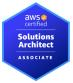 aws
certified
Solutions
Architect
ASSOCIATE